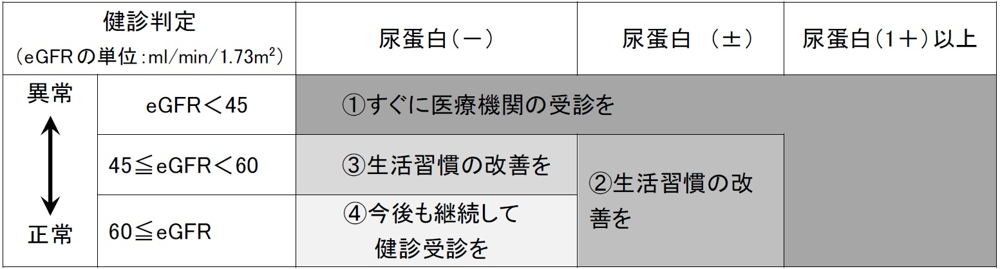 健診判定
（eGFRの単位：ml/min/1.73m²）
尿蛋白（－）
尿蛋白　（±）
尿蛋白（1＋）以上
異常
eGFR＜45
①すぐに医療機関の受診を
45≦eGFR＜60
③生活習慣の改善を
②生活習慣の改
善を
正常
60≦eGFR
④今後も継続して
健診受診を